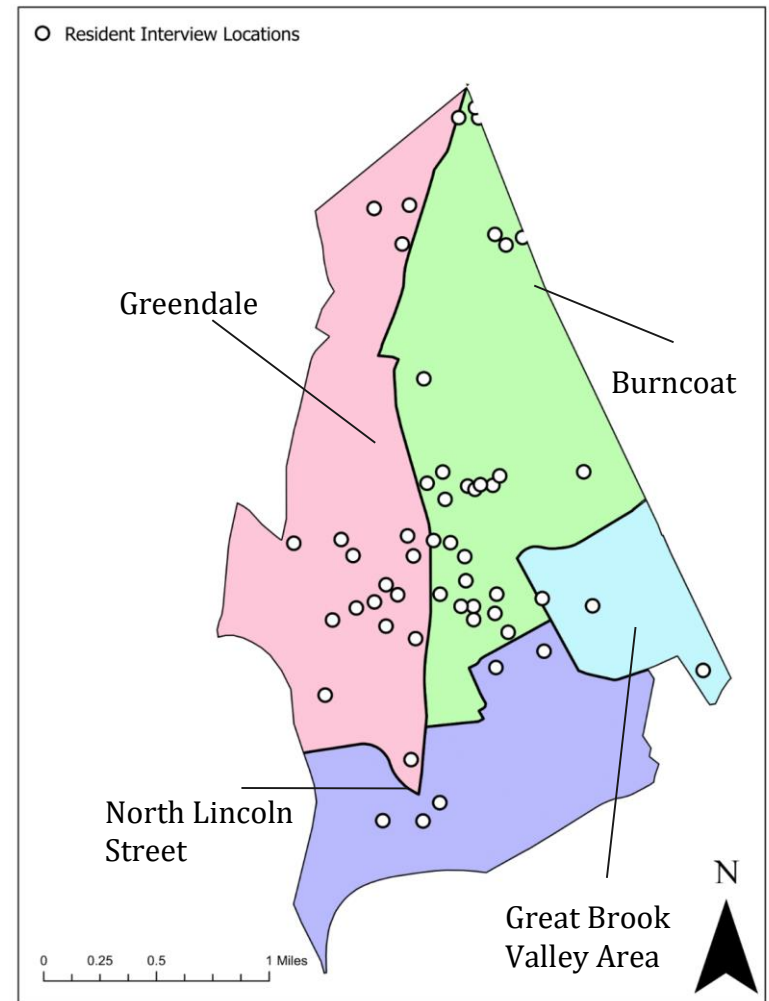 Resident Interview Locations
Greendale
Burncoat
North Lincoln
Street
Great Brook
Valley Area
N
0 0.25 0.5 1 Miles